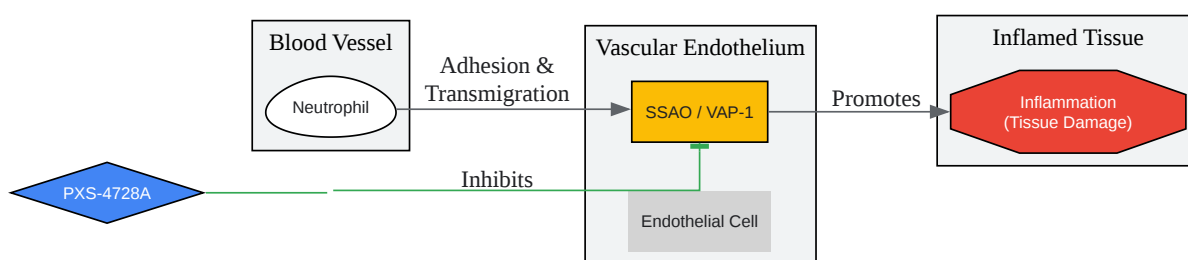 Blood Vessel
Neutrophil
Adhesion &
Transmigration
Vascular Endothelium
SSAO / VAP-1
Promotes
Inflamed Tissue
Inflammation
(Tissue Damage)
PXS-4728A
Inhibits
Endothelial Cell